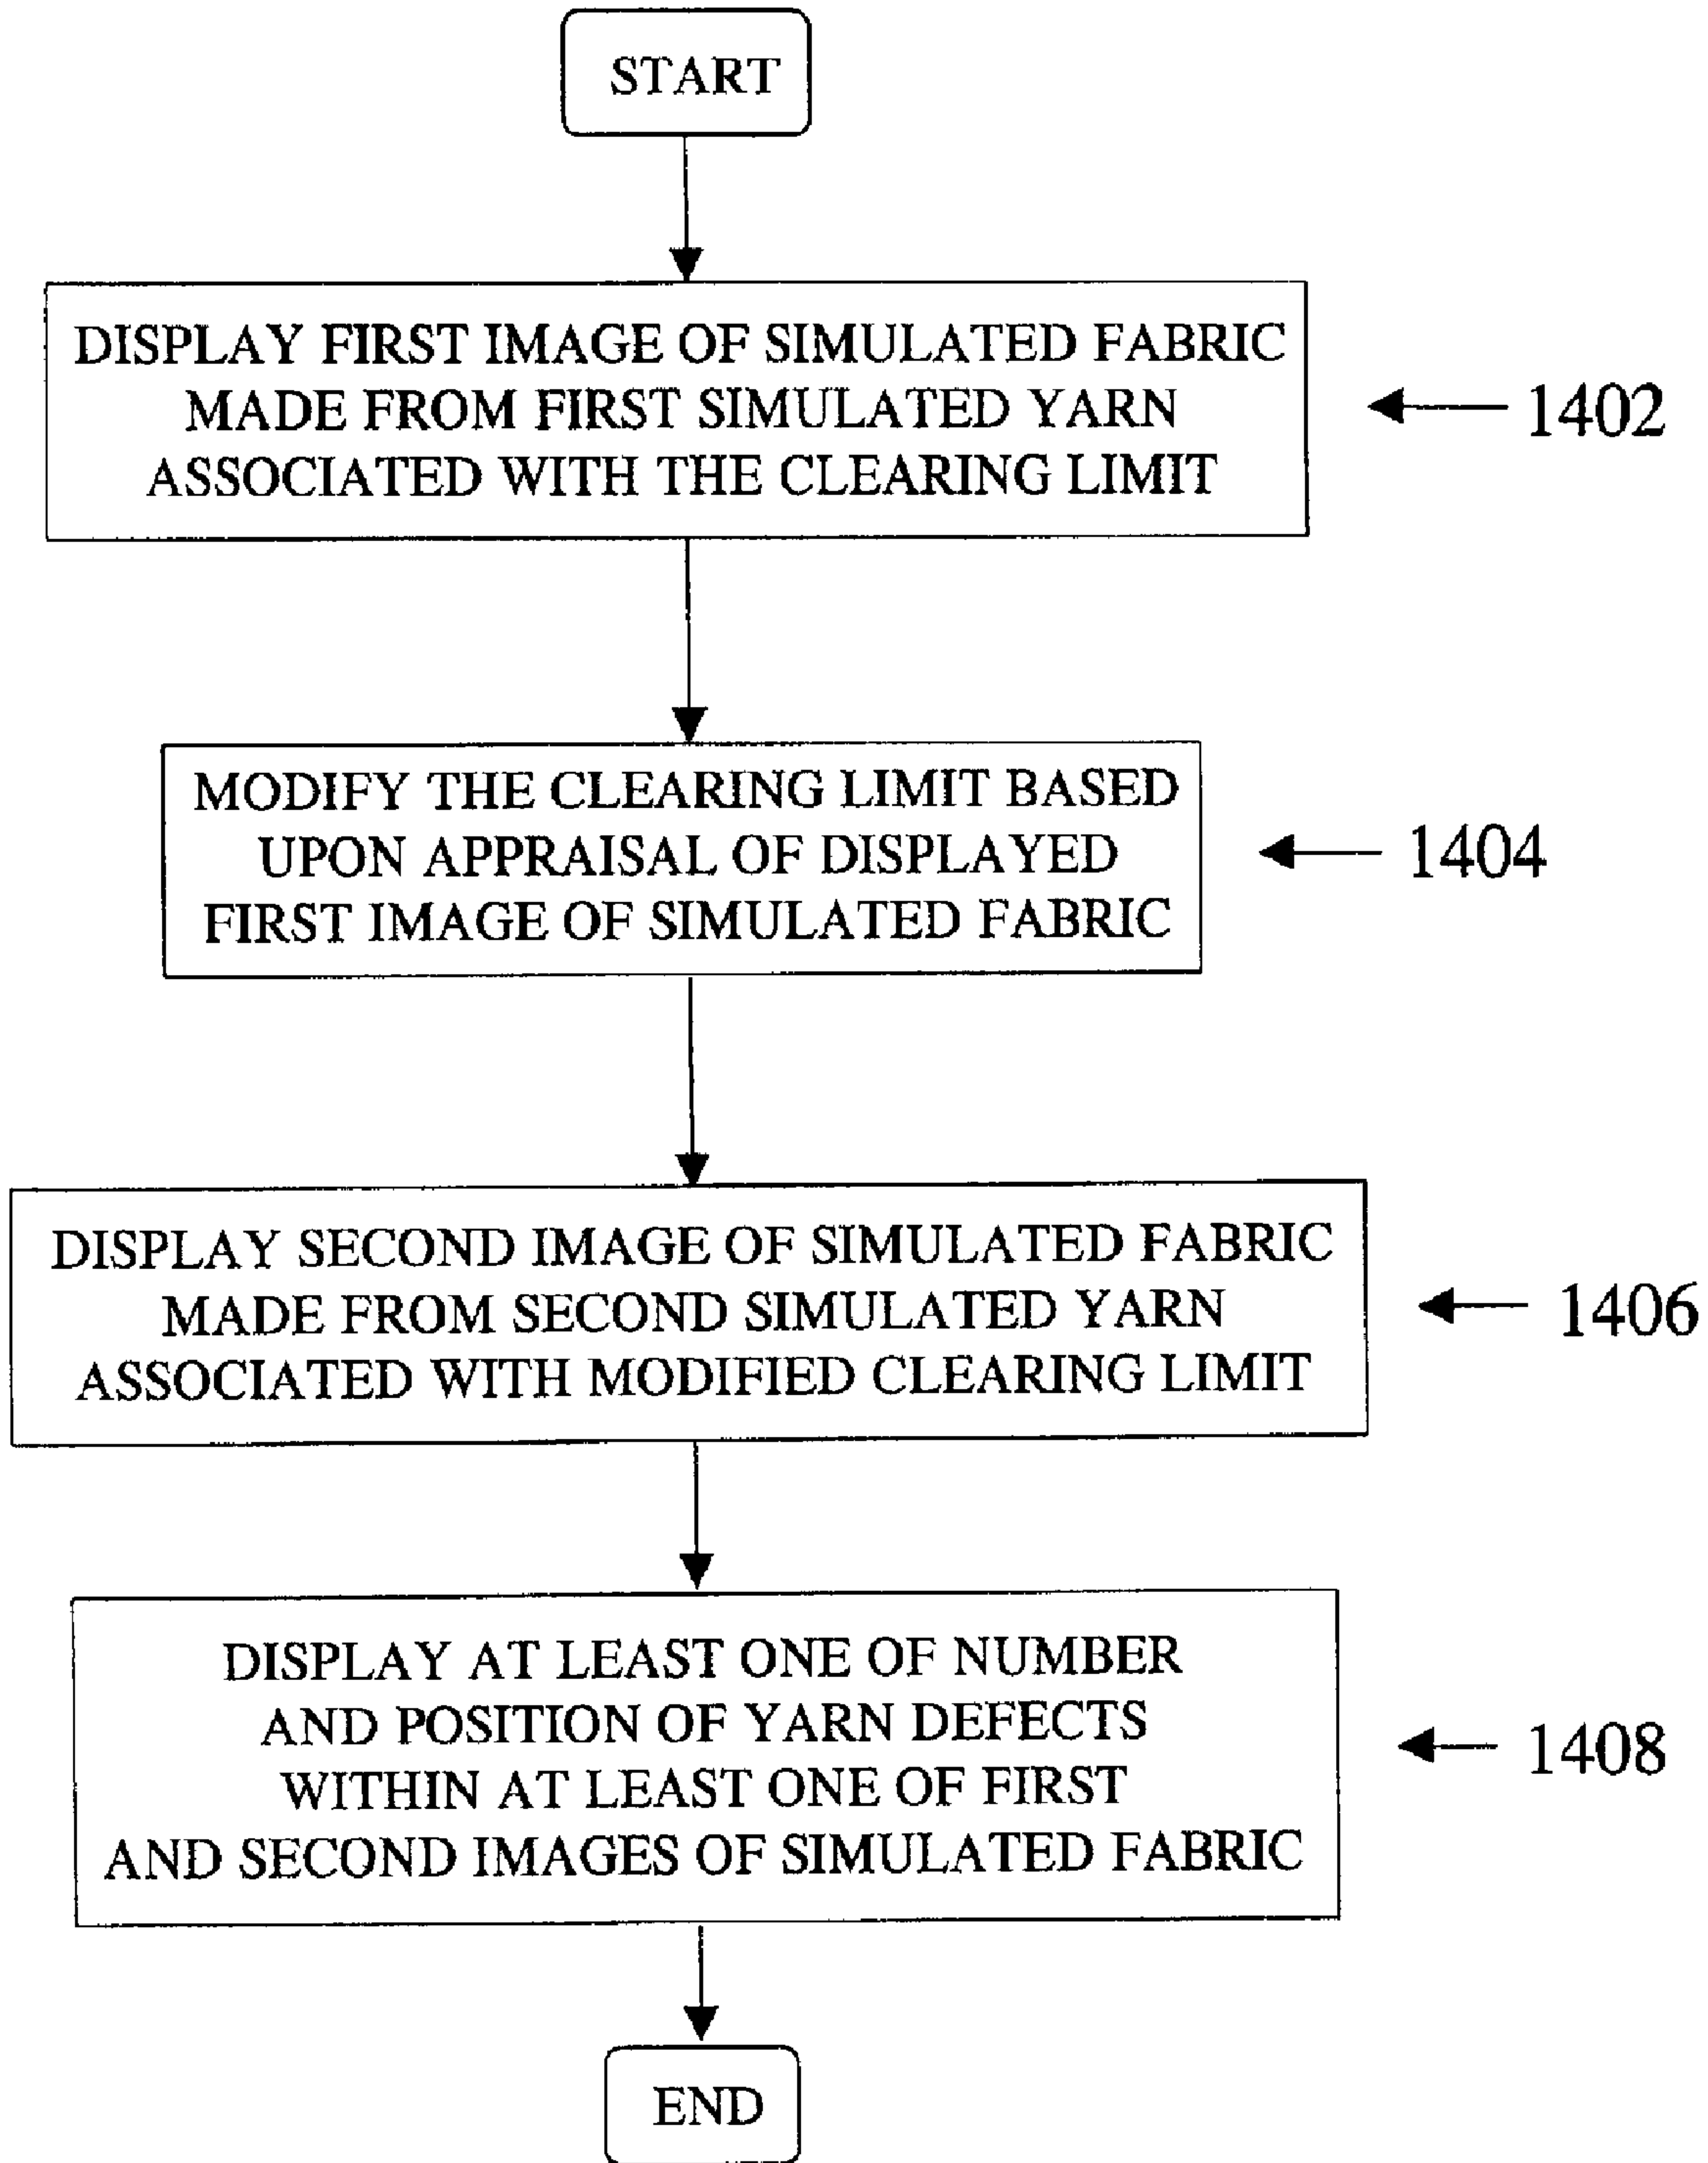 START
DISPLAY FIRST IMAGE OF SIMULATED FABRIC
MADE FROM FIRST SIMULATED YARN
ASSOCIATED WITH THE CLEARING LIMIT
1402
MODIFY THE CLEARING LIMIT BASED
UPON APPRAISAL OF DISPLAYED
FIRST IMAGE OF SIMULATED FABRIC
1404
DISPLAY SECOND IMAGE OF SIMULATED FABRIC
MADE FROM SECOND SIMULATED YARN
ASSOCIATED WITH MODIFIED CLEARING LIMIT
1406
DISPLAY AT LEAST ONE OF NUMBER
AND POSITION OF YARN DEFECTS
WITHIN AT LEAST ONE OF FIRST
AND SECOND IMAGES OF SIMULATED FABRIC
1408
END